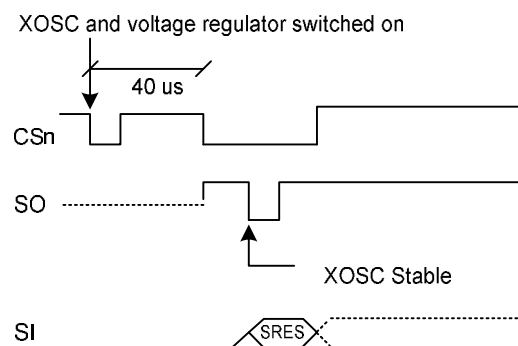 XOSC and voltage regulator switched on
40 us
CSn
SO
XOSC Stable
SI
SRES